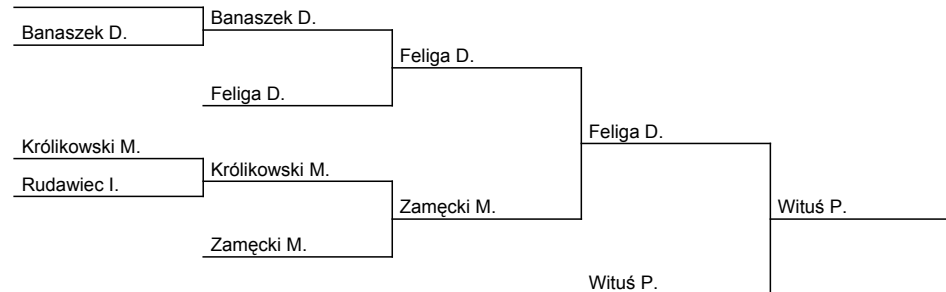 Banaszek D.
Banaszek D.
Feliga D.
Feliga D.
Feliga D.
Królikowski M.
Królikowski M.
Rudawiec I.
Zamęcki M.
Wituś P.
Zamęcki M.
Wituś P.